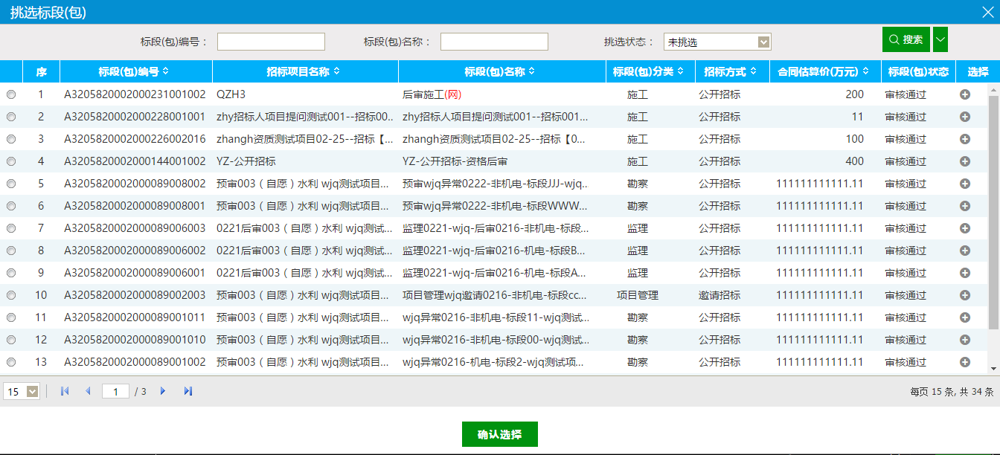 挑选标段(包)
标段(包)编号： 标段(包)名称： 挑选状态： 未挑选 搜索
序 标段(包)编号 招标项目名称 标段(包)名称 标段(包)分类 招标方式 合同估算价(万元) 标段(包)状态 选择
1 A3205820002000231001002 QZH3 后审施工(网) 施工 公开招标 200 审核通过
2 A3205820002000228001001 zhy招标人项目提问测试001--招标00... zhy招标人项目提问测试001--招标001... 施工 公开招标 11 审核通过
3 A3205820002000226002016 zhangh资质测试项目02-25--招标【... zhangh资质测试项目02-25--招标【0... 施工 公开招标 100 审核通过
4 A3205820002000144001002 YZ-公开招标 YZ-公开招标-资格后审 施工 公开招标 400 审核通过
5 A3205820002000089008002 预审003（自愿）水利 wjq测试项目... 预审wjq异常0222-非机电-标段JJJ-wjq... 勘察 公开招标 111111111111.11 审核通过
6 A3205820002000089008001 预审003（自愿）水利 wjq测试项目... 预审wjq异常0222-非机电-标段WWW... 勘察 公开招标 111111111111.11 审核通过
7 A3205820002000089006003 0221后审003（自愿）水利 wjq测试... 监理0221-wjq-后审0216-非机电-标段... 监理 公开招标 111111111111.11 审核通过
8 A3205820002000089006002 0221后审003（自愿）水利 wjq测试... 监理0221-wjq-后审0216-机电-标段B... 监理 公开招标 111111111111.11 审核通过
9 A3205820002000089006001 0221后审003（自愿）水利 wjq测试... 监理0221-wjq-后审0216-机电-标段A... 监理 公开招标 111111111111.11 审核通过
10 A3205820002000089002003 预审003（自愿）水利 wjq测试项目... 项目管理wjq邀请0216-非机电-标段cc... 项目管理 邀请招标 111111111111.11 审核通过
11 A3205820002000089001011 预审003（自愿）水利 wjq测试项目... wjq异常0216-非机电-标段11-wjq测试... 勘察 公开招标 111111111111.11 审核通过
12 A3205820002000089001010 预审003（自愿）水利 wjq测试项目... wjq异常0216-非机电-标段00-wjq测试... 勘察 公开招标 111111111111.11 审核通过
13 A3205820002000089001002 预审003（自愿）水利 wjq测试项目... wjq异常0216-机电-标段2-wjq测试项... 勘察 公开招标 111111111111.11 审核通过
15 1 / 3 每页 15 条, 共 34 条
确认选择